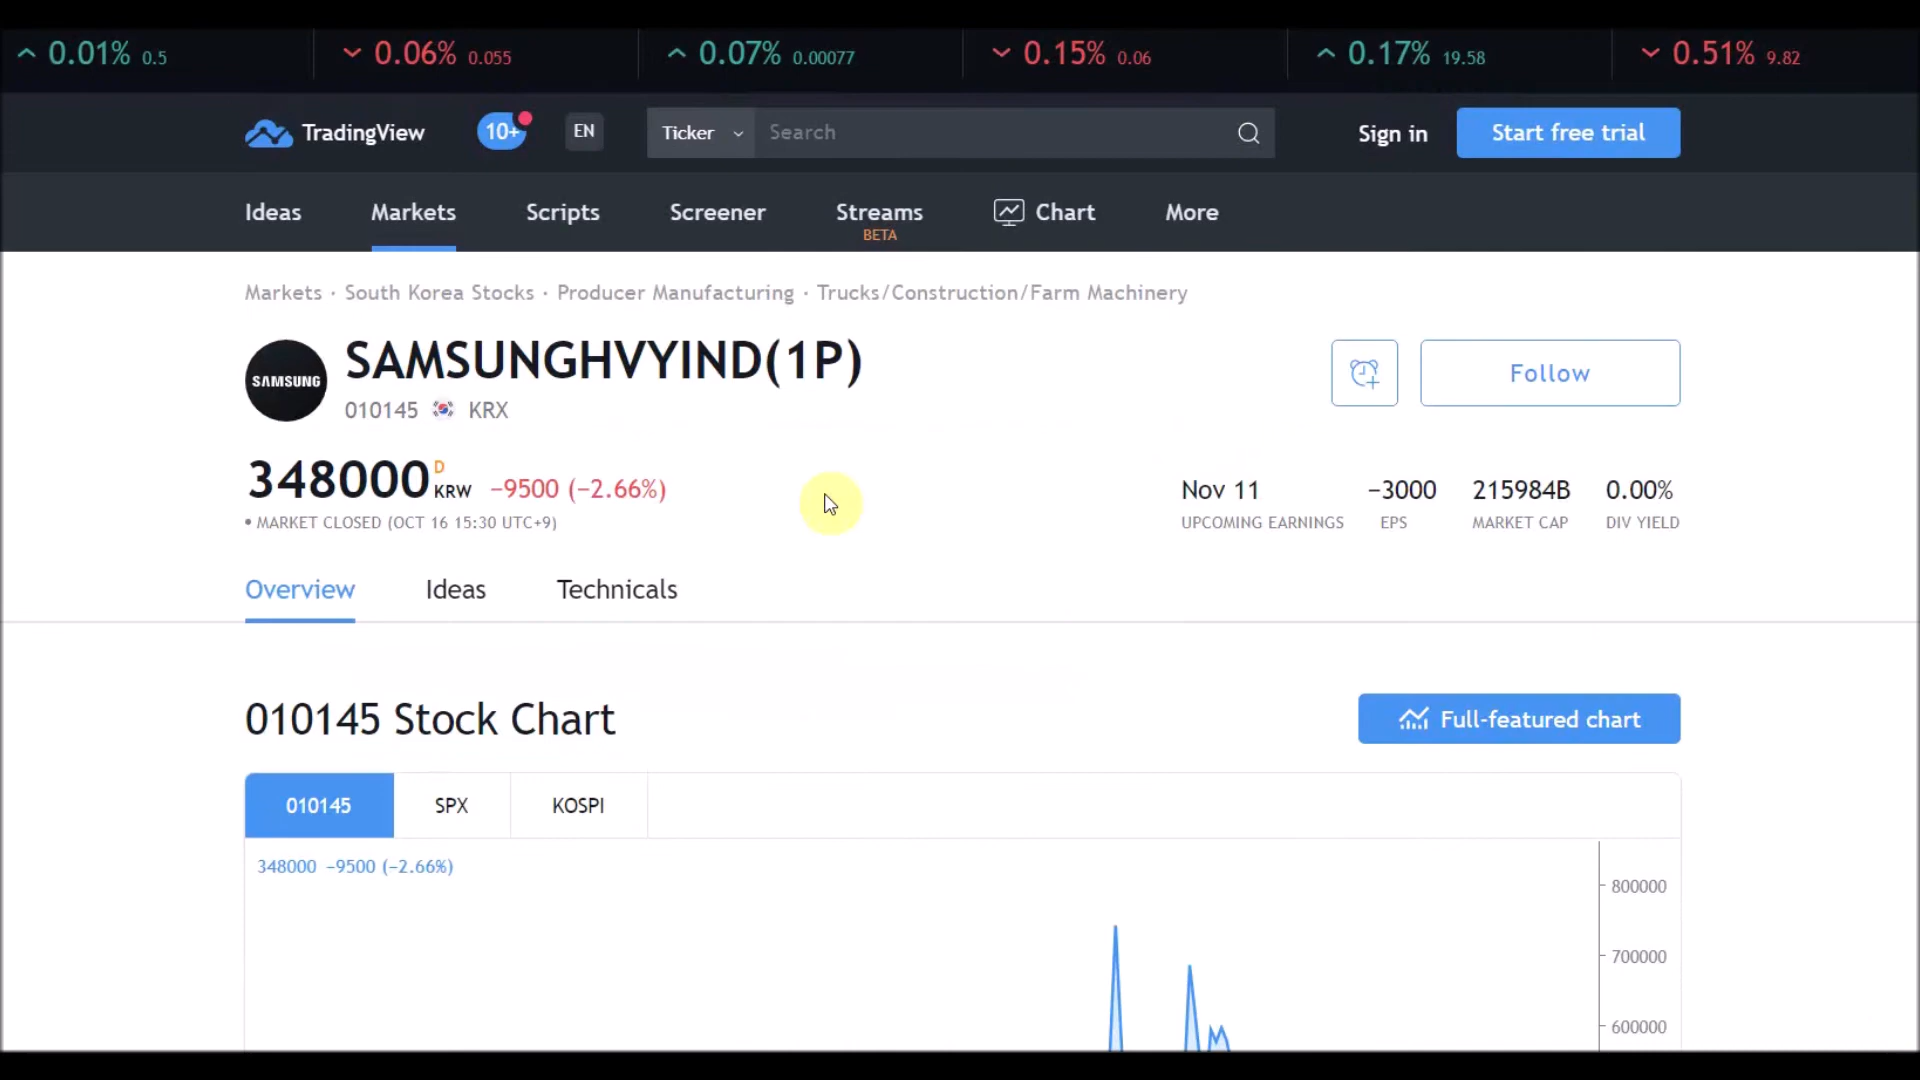 0.01% 0.5 0.06% 0.055 0.07% 0.00077 0.15% 0.06 0.17% 19.58 0.51% 9.82
TradingView 10+ EN Ticker Search Sign in Start free trial
Ideas Markets Scripts Screener Streams Chart More
BETA
Markets · South Korea Stocks · Producer Manufacturing · Trucks/Construction/Farm Machinery
SAMSUNG SAMSUNGHVYIND(1P) Follow
010145 KRX
348000 D KRW −9500 (−2.66%) Nov 11 −3000 215984B 0.00%
• MARKET CLOSED (OCT 16 15:30 UTC+9) UPCOMING EARNINGS EPS MARKET CAP DIV YIELD
Overview Ideas Technicals
010145 Stock Chart Full-featured chart
010145 SPX KOSPI
348000 −9500 (−2.66%)
800000
700000
600000